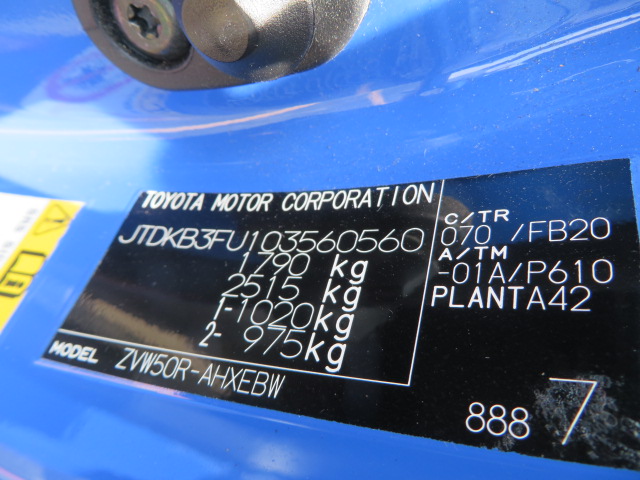 TOYOTA MOTOR CORPORATION
JTDKB3FU103560560
1790 kg
2515 kg
1-1020kg
2- 975kg
MODEL ZVW50R-AHXEBW
C/TR
070 /FB20
A/TM
-01A/P610
PLANTA42
888 7